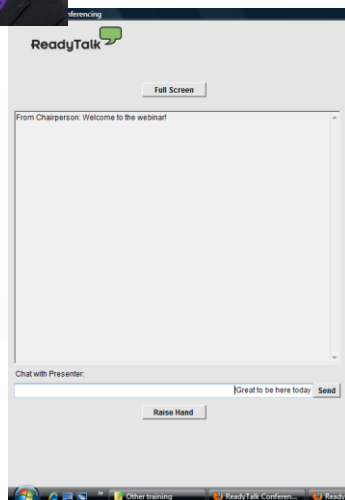 nferencing
ReadyTalk
Full Screen
From Chairperson: Welcome to the webinar!
Chat with Presenter:
!Great to be here today
Send
Raise Hand
Other training
ReadyTalk Conferen...
Ready